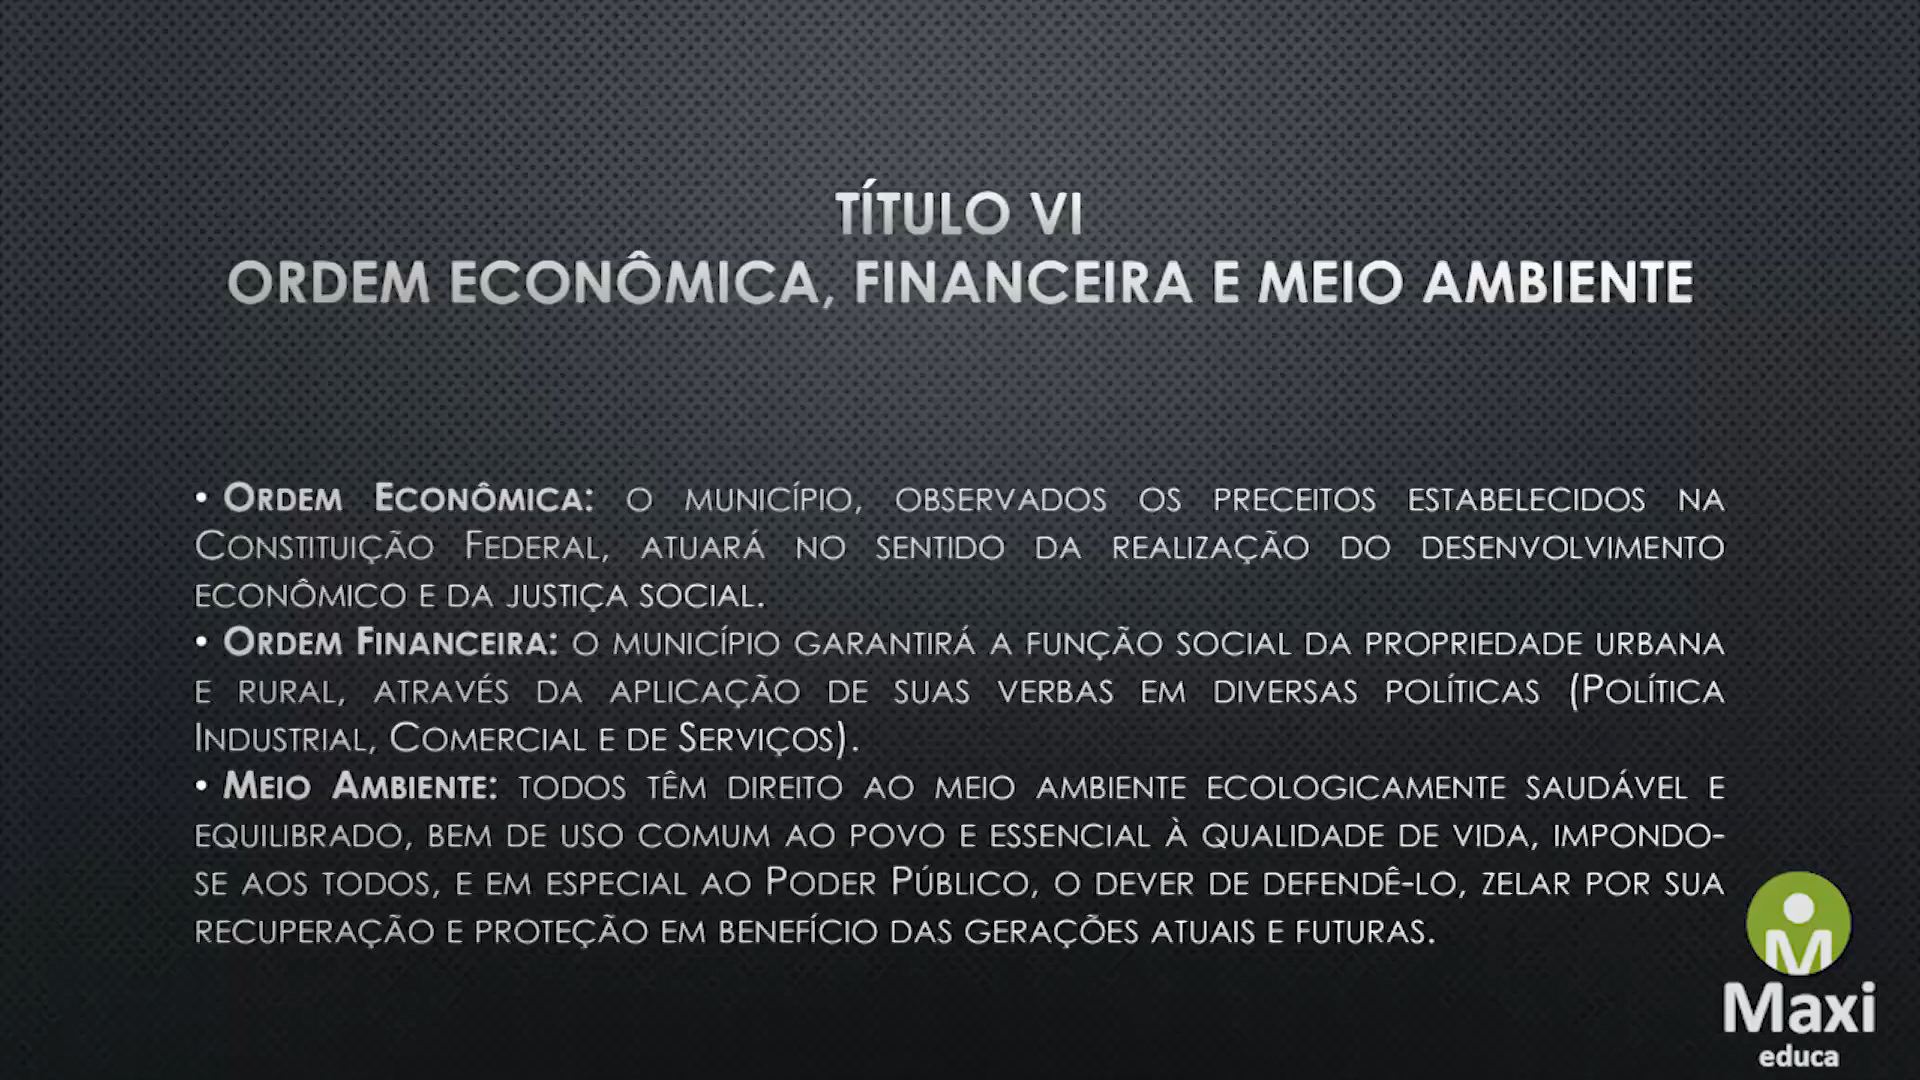 TÍTULO VI
ORDEM ECONÔMICA, FINANCEIRA E MEIO AMBIENTE
• ORDEM ECONÔMICA: O MUNICÍPIO, OBSERVADOS OS PRECEITOS ESTABELECIDOS NA
CONSTITUIÇÃO FEDERAL, ATUARÁ NO SENTIDO DA REALIZAÇÃO DO DESENVOLVIMENTO
ECONÔMICO E DA JUSTIÇA SOCIAL.
• ORDEM FINANCEIRA: O MUNICÍPIO GARANTIRÁ A FUNÇÃO SOCIAL DA PROPRIEDADE URBANA
E RURAL, ATRAVÉS DA APLICAÇÃO DE SUAS VERBAS EM DIVERSAS POLÍTICAS (POLÍTICA
INDUSTRIAL, COMERCIAL E DE SERVIÇOS).
• MEIO AMBIENTE: TODOS TÊM DIREITO AO MEIO AMBIENTE ECOLOGICAMENTE SAUDÁVEL E
EQUILIBRADO, BEM DE USO COMUM AO POVO E ESSENCIAL À QUALIDADE DE VIDA, IMPONDO-
SE AOS TODOS, E EM ESPECIAL AO PODER PÚBLICO, O DEVER DE DEFENDÊ-LO, ZELAR POR SUA
RECUPERAÇÃO E PROTEÇÃO EM BENEFÍCIO DAS GERAÇÕES ATUAIS E FUTURAS.
M
Maxi
educa